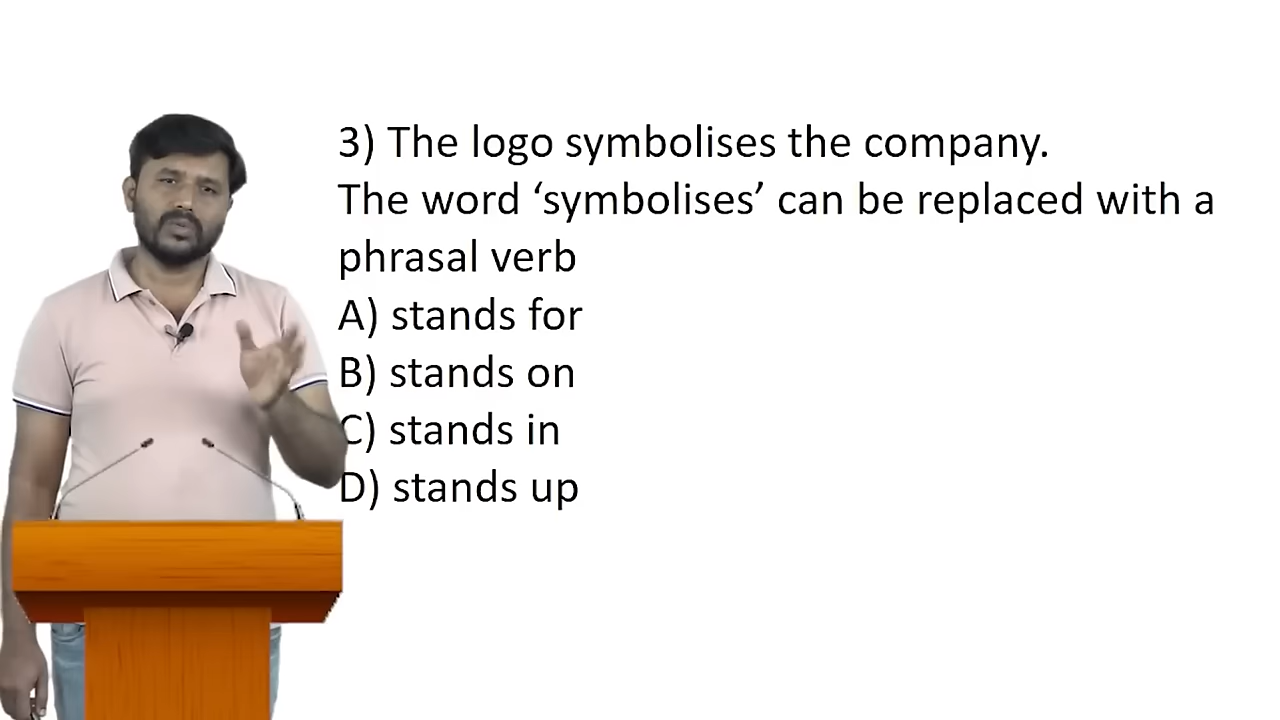 3) The logo symbolises the company.
The word ‘symbolises’ can be replaced with a
phrasal verb
A) stands for
B) stands on
C) stands in
D) stands up